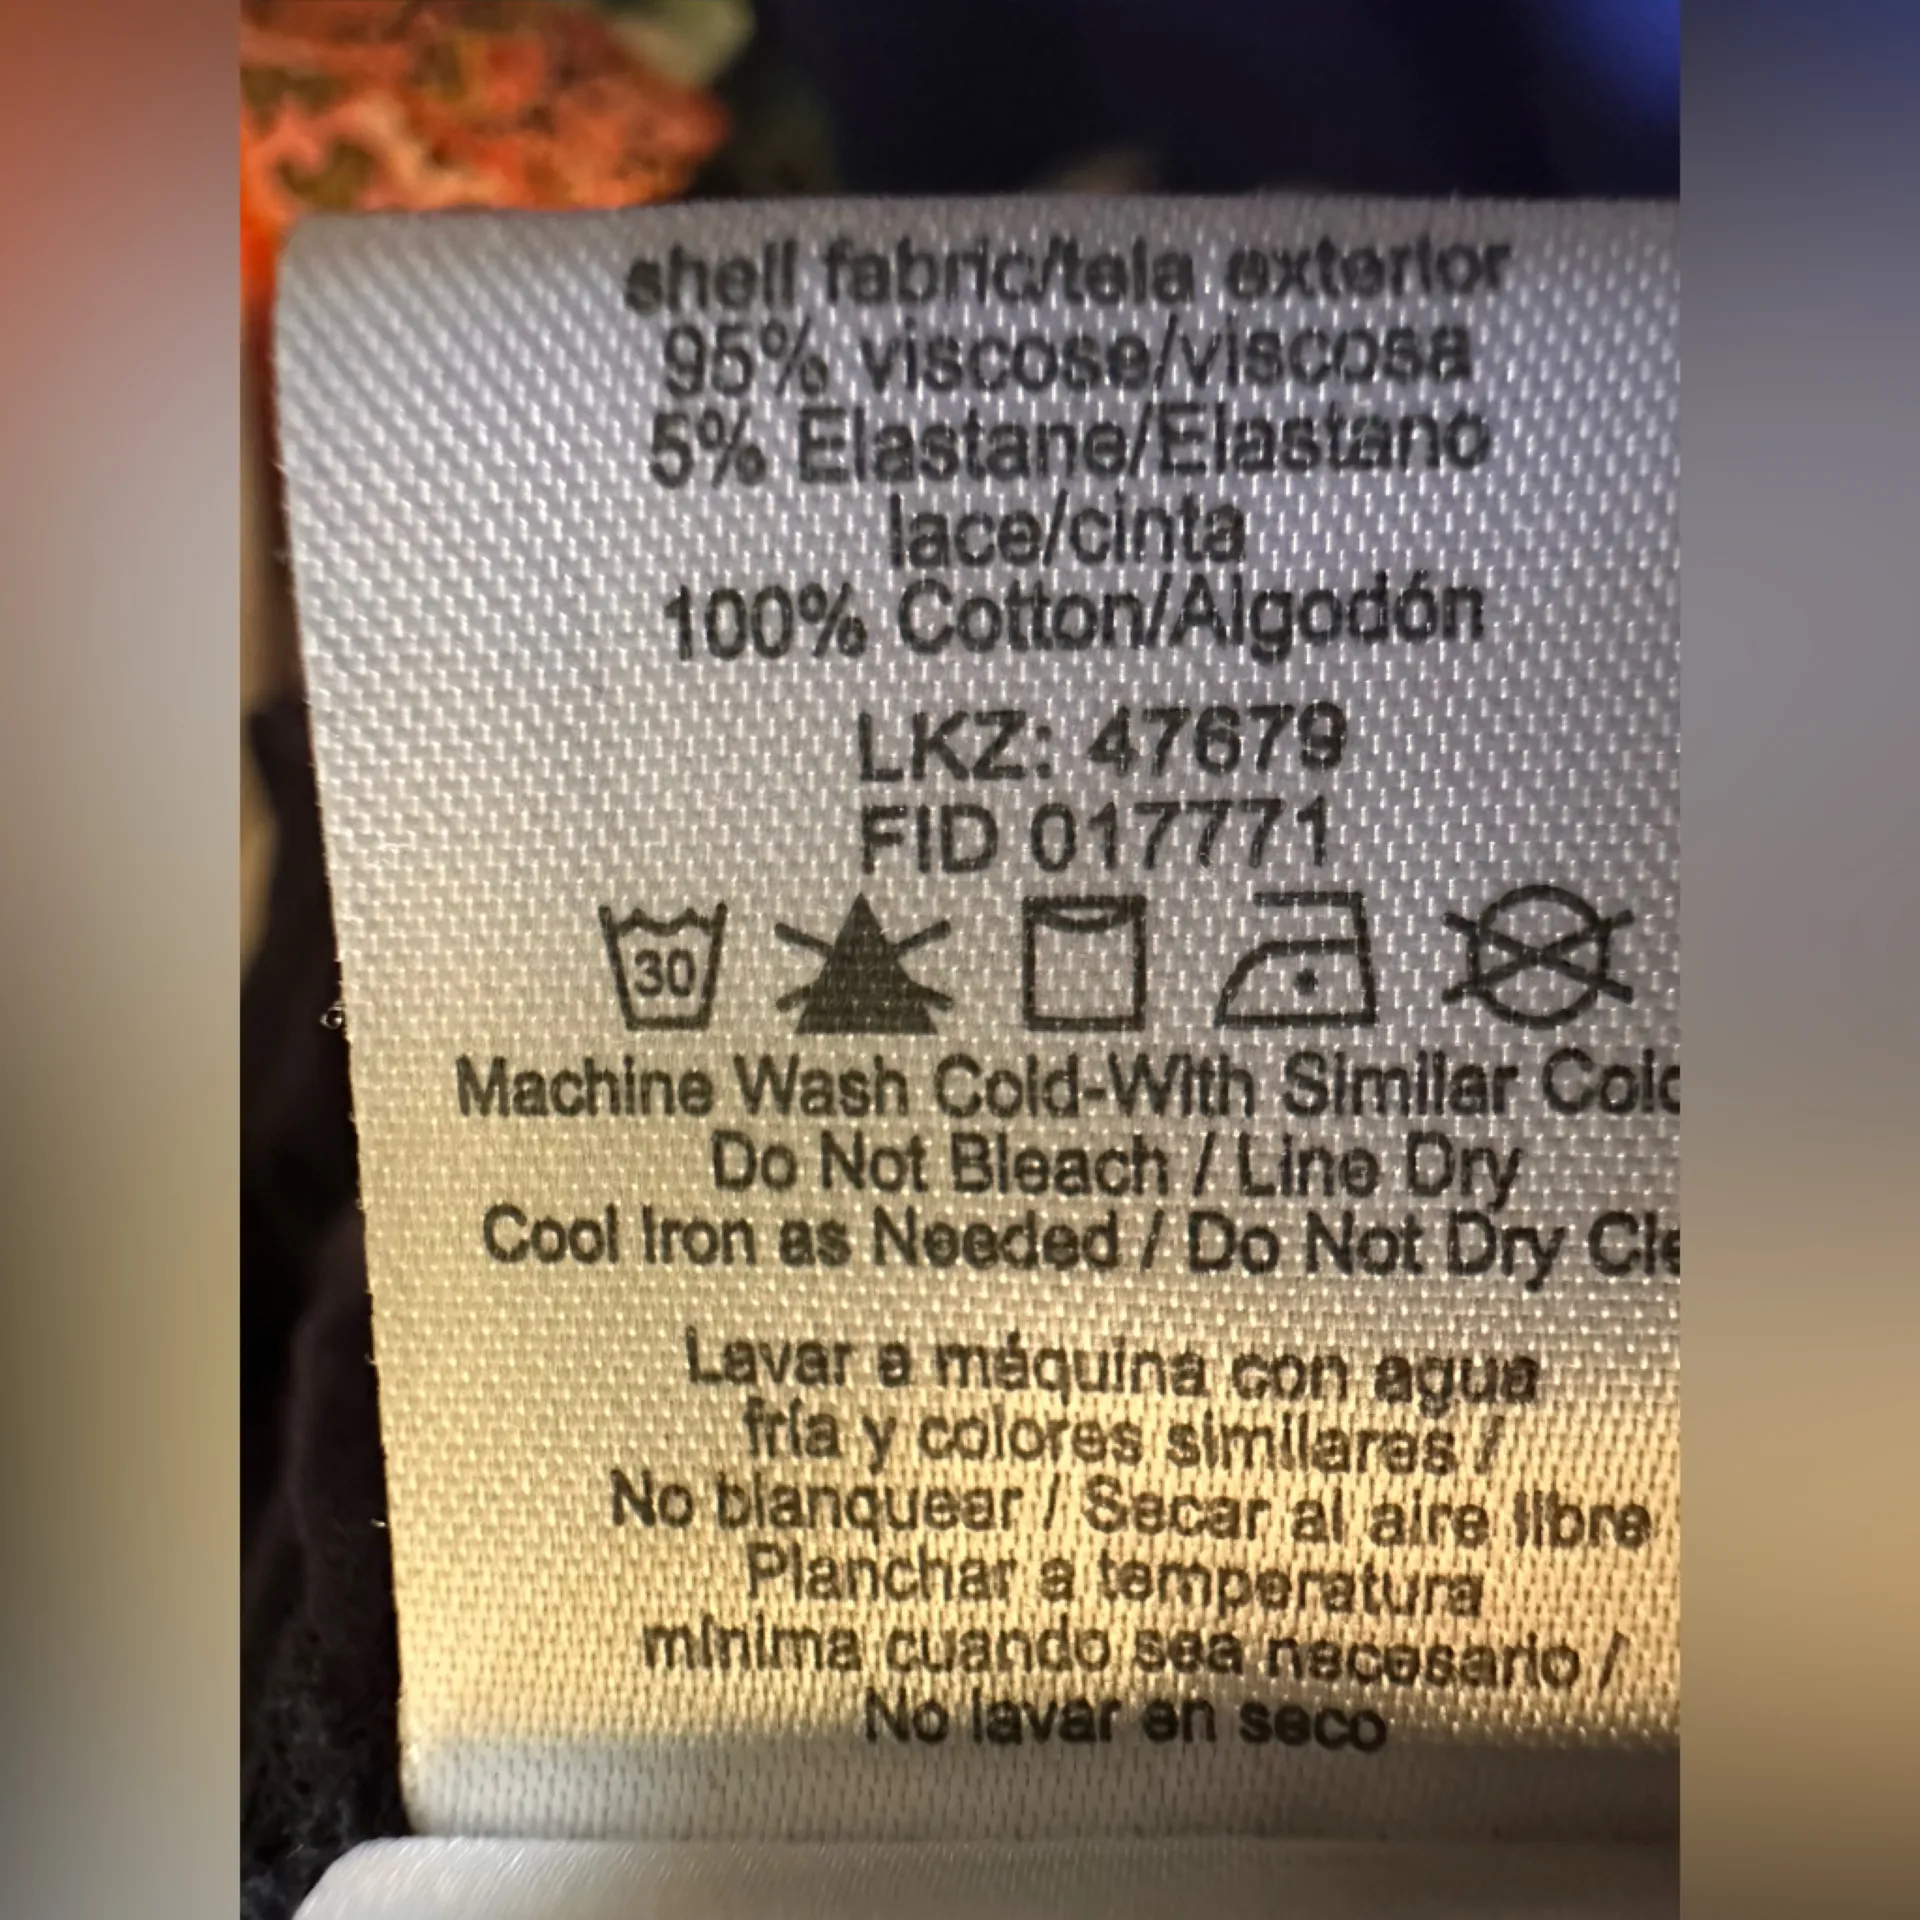 shell fabric/tela exterior
95% viscose/viscosa
5% Elastane/Elastano
lace/cinta
100% Cotton/Algodón
LKZ: 47679
FID 017771
30
Machine Wash Cold-With Similar Colo
Do Not Bleach / Line Dry
Cool Iron as Needed / Do Not Dry Cle
Lavar a máquina con agua
fría y colores similares /
No blanquear / Secar al aire libre
Planchar a temperatura
mínima cuando sea necesario /
No lavar en seco